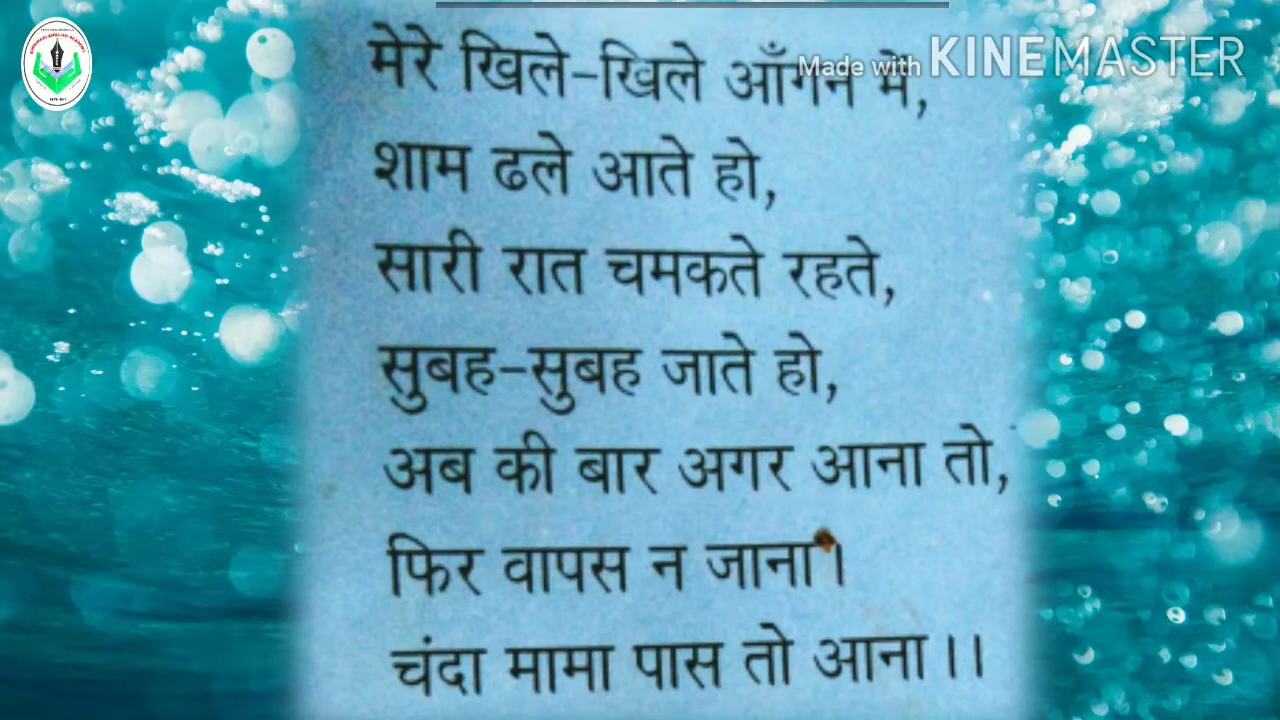 Made with KINEMASTER
मेरे खिले-खिले आँगन में,
शाम ढले आते हो,
सारी रात चमकते रहते,
सुबह-सुबह जाते हो,
अब की बार अगर आना तो,
फिर वापस न जाना।
चंदा मामा पास तो आना।।